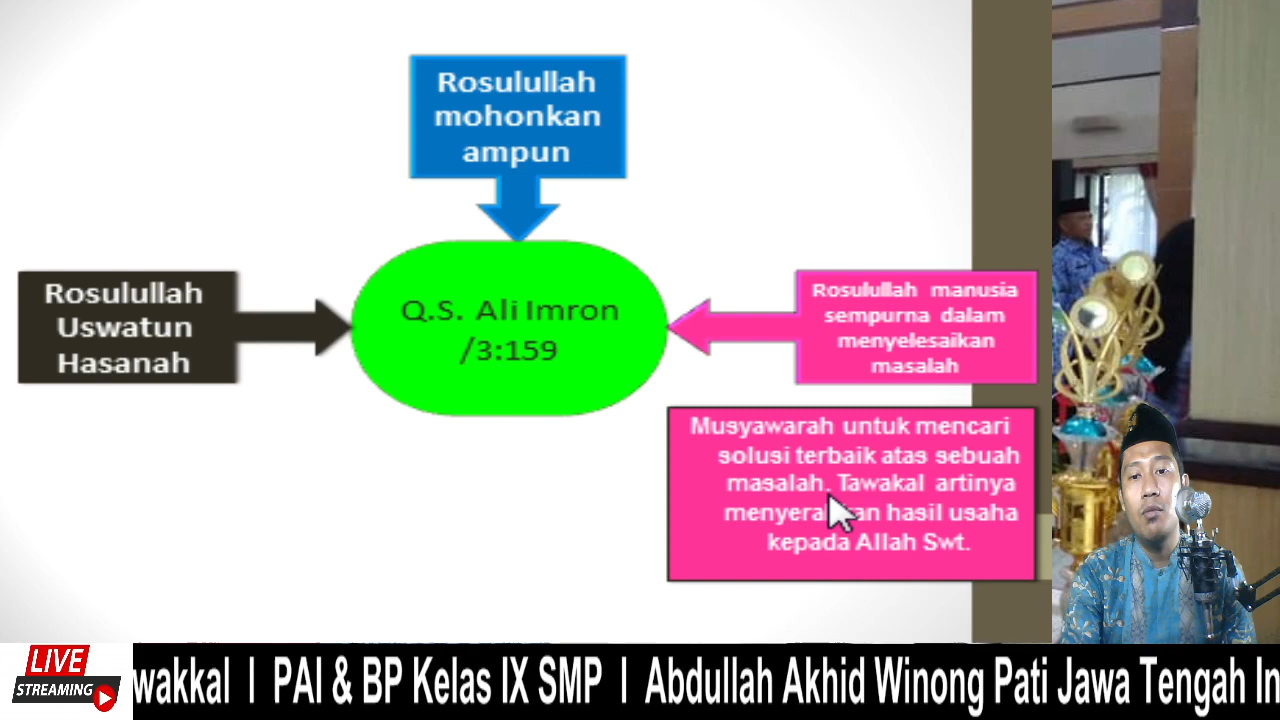 Rosulullah
mohonkan
ampun
Rosulullah
Uswatun
Hasanah
Q.S. Ali Imron
/3:159
Rosulullah manusia
sempurna dalam
menyelesaikan
masalah
Musyawarah untuk mencari
solusi terbaik atas sebuah
masalah. Tawakal artinya
hasil usaha
kepada Allah Swt.
LIVE
STREAMING
wakkal I PAI & BP Kelas IX SMP I Abdullah Akhid Winong Pati Jawa Tengah In